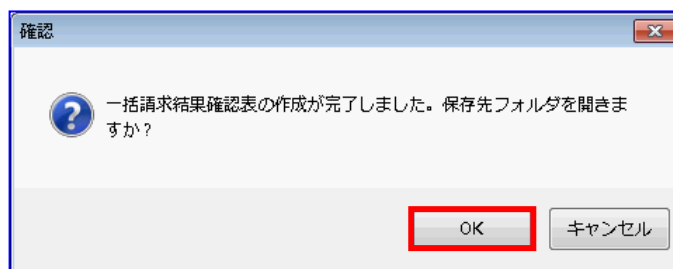 確認
一括請求結果確認表の作成が完了しました。保存先フォルダを開きま
すか？
OK
キャンセル